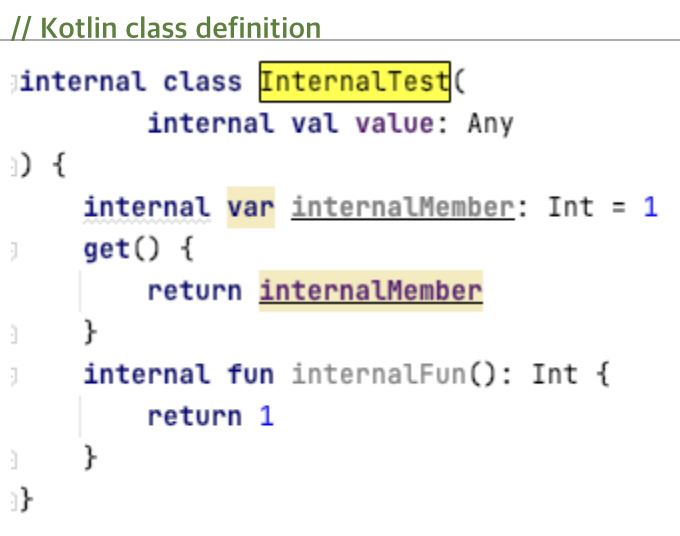 // Kotlin class definition
internal class InternalTest(
        internal val value: Any
) {
    internal var internalMember: Int = 1
    get() {
        return internalMember
    }
    internal fun internalFun(): Int {
        return 1
    }
}